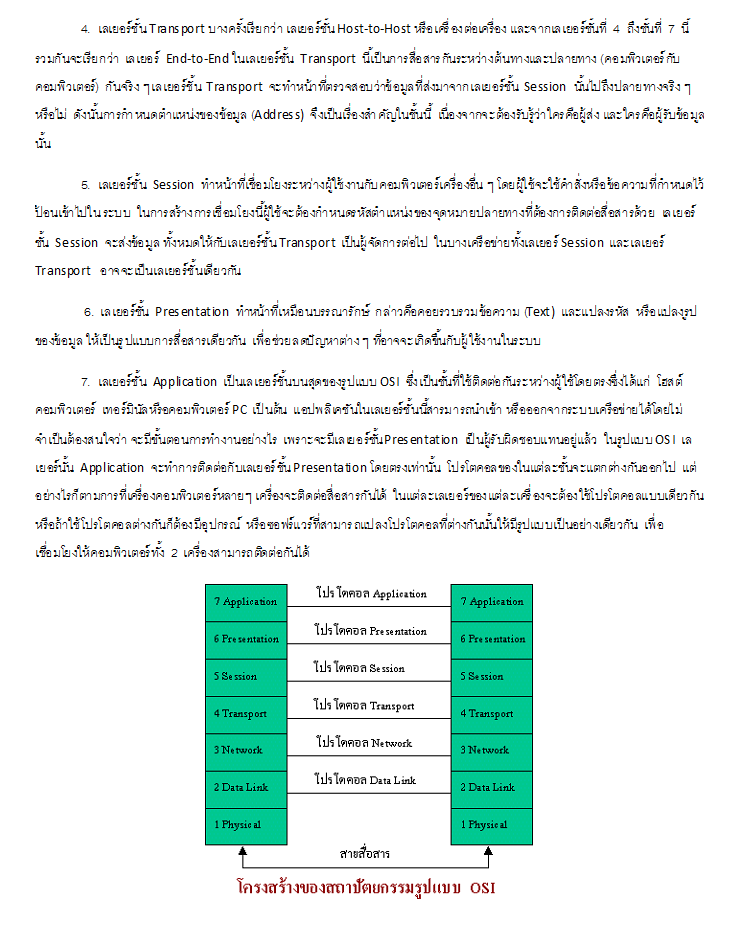 4. เลเยอร์ชั้น Transport บางครั้งเรียกว่า เลเยอร์ชั้น Host-to-Host หรือเครื่องต่อเครื่อง และจากเลเยอร์ชั้นที่ 4 ถึงชั้นที่ 7 นี้
รวมกันจะเรียกว่า เลเยอร์ End-to-End ในเลเยอร์ชั้น Transport นี้เป็นการสื่อสารกันระหว่างต้นทางและปลายทาง (คอมพิวเตอร์กับ
คอมพิวเตอร์) กันจริง ๆ เลเยอร์ชั้น Transport จะทำหน้าที่ตรวจสอบว่าข้อมูลที่ส่งมาจากเลเยอร์ชั้น Session นั้นไปถึงปลายทางจริง ๆ
หรือไม่ ดังนั้นการกำหนดตำแหน่งของข้อมูล (Address) จึงเป็นเรื่องสำคัญในชั้นนี้ เนื่องจากจะต้องรับรู้ว่าใครคือผู้ส่ง และใครคือผู้รับข้อมูล
นั้น
5. เลเยอร์ชั้น Session ทำหน้าที่เชื่อมโยงระหว่างผู้ใช้งานกับคอมพิวเตอร์เครื่องอื่น ๆ โดยผู้ใช้จะใช้คำสั่งหรือข้อความที่กำหนดไว้
ป้อนเข้าไปในระบบ ในการสร้างการเชื่อมโยงนี้ผู้ใช้จะต้องกำหนดรหัสตำแหน่งของจุดหมายปลายทางที่ต้องการติดต่อสื่อสารด้วย เลเยอร์
ชั้น Session จะส่งข้อมูลทั้งหมดให้กับเลเยอร์ชั้น Transport เป็นผู้จัดการต่อไป ในบางเครือข่ายทั้งเลเยอร์ Session และเลเยอร์
Transport อาจจะเป็นเลเยอร์ชั้นเดียวกัน
6. เลเยอร์ชั้น Presentation ทำหน้าที่เหมือนบรรณารักษ์ กล่าวคือคอยรวบรวมข้อความ (Text) และแปลงรหัส หรือแปลงรูป
ของข้อมูล ให้เป็นรูปแบบการสื่อสารเดียวกัน เพื่อช่วยลดปัญหาต่าง ๆ ที่อาจจะเกิดขึ้นกับผู้ใช้งานในระบบ
7. เลเยอร์ชั้น Application เป็นเลเยอร์ชั้นบนสุดของรูปแบบ OSI ซึ่งเป็นชั้นที่ใช้ติดต่อกันระหว่างผู้ใช้โดยตรงซึ่งได้แก่ โฮสต์
คอมพิวเตอร์ เทอร์มินัลหรือคอมพิวเตอร์ PC เป็นต้น แอปพลิเคชันในเลเยอร์ชั้นนี้สามารถนำเข้า หรือออกจากระบบเครือข่ายได้โดยไม่
จำเป็นต้องสนใจว่า จะมีขั้นตอนการทำงานอย่างไร เพราะจะมีเลเยอร์ชั้น Presentation เป็นผู้รับผิดชอบแทนอยู่แล้ว ในรูปแบบ OSI เล
เยอร์นั้น Application จะทำการติดต่อกับเลเยอร์ชั้น Presentation โดยตรงเท่านั้น โปรโตคอลของในแต่ละชั้นจะแตกต่างกันออกไป แต่
อย่างไรก็ตามการที่เครื่องคอมพิวเตอร์หลายๆ เครื่องจะติดต่อสื่อสารกันได้ ในแต่ละเลเยอร์ของแต่ละเครื่องจะต้องใช้โปรโตคอลแบบเดียวกัน
หรือถ้าใช้โปรโตคอลต่างกันก็ต้องมีอุปกรณ์ หรือซอฟร์แวร์ที่สามารถแปลงโปรโตคอลที่ต่างกันนั้นให้มีรูปแบบเป็นอย่างเดียวกัน เพื่อ
เชื่อมโยงให้คอมพิวเตอร์ทั้ง 2 เครื่องสามารถติดต่อกันได้
7 Application โปรโตคอล Application 7 Application
6 Presentation โปรโตคอล Presentation 6 Presentation
5 Session โปรโตคอล Session 5 Session
4 Transport โปรโตคอล Transport 4 Transport
3 Network โปรโตคอล Network 3 Network
2 Data Link โปรโตคอล Data Link 2 Data Link
1 Physical 1 Physical
สายสื่อสาร
โครงสร้างของสถาปัตยกรรมรูปแบบ OSI